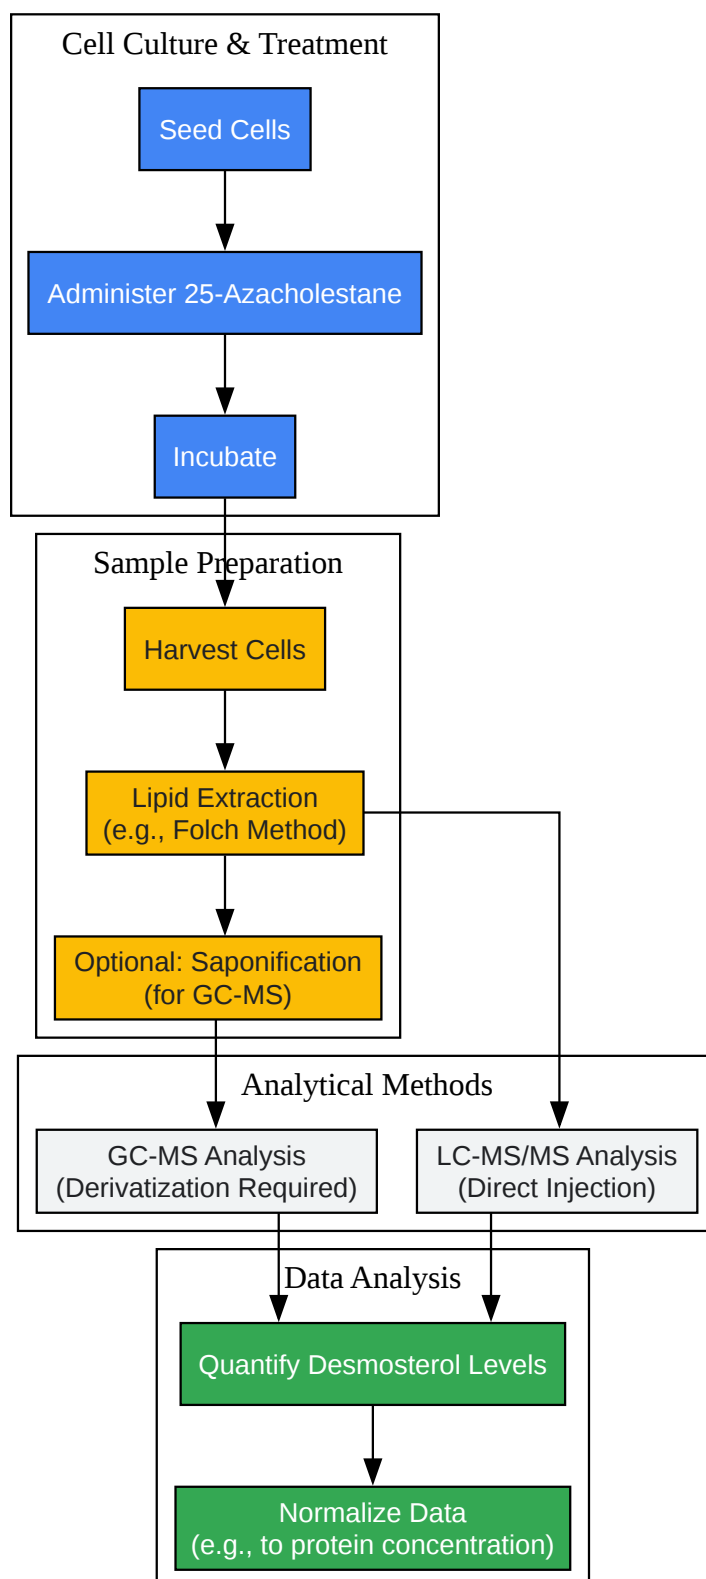 Cell Culture & Treatment
Seed Cells
Administer 25-Azacholestane
Incubate
Sample Preparation
Harvest Cells
Lipid Extraction
(e.g., Folch Method)
Optional: Saponification
(for GC-MS)
Analytical Methods
GC-MS Analysis
(Derivatization Required)
LC-MS/MS Analysis
(Direct Injection)
Data Analysis
Quantify Desmosterol Levels
Normalize Data
(e.g., to protein concentration)